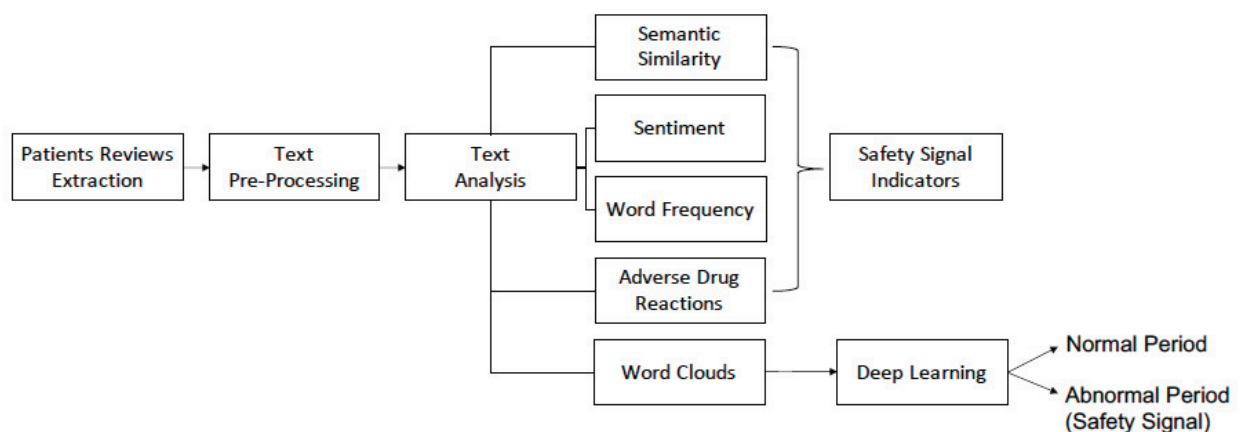 Patients Reviews
Extraction
Text
Pre-Processing
Text
Analysis
Semantic
Similarity
Sentiment
Word Frequency
Adverse Drug
Reactions
Word Clouds
Safety Signal
Indicators
Deep Learning
Normal Period
Abnormal Period
(Safety Signal)